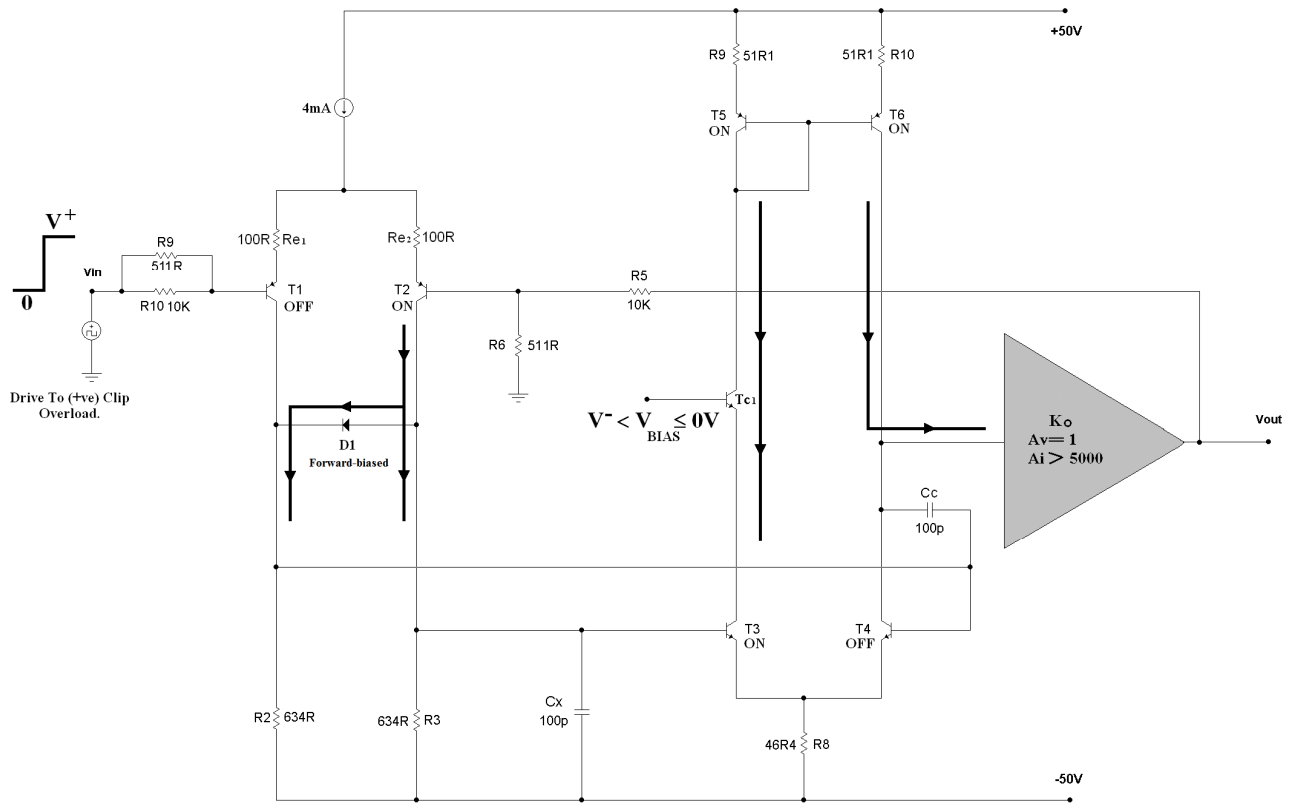 +50V
R9 51R1
51R1 R10
4mA
T5
ON
T6
ON
V+
0
R9
511R
Vin
R10 10K
100R Re1
Re2 100R
T1
OFF
T2
ON
R5
10K
R6 511R
Drive To (+ve) Clip
Overload.
D1
Forward-biased
Tc1
V- < VBIAS ≤ 0V
Ko
Av= 1
Ai > 5000
Vout
Cc
100p
T3
ON
T4
OFF
R2 634R
634R R3
Cx
100p
46R4 R8
-50V